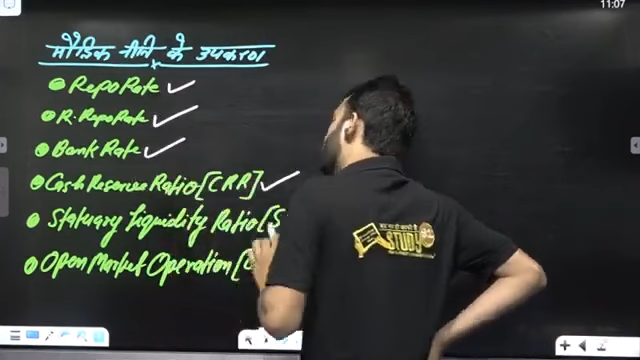 11:07
मौद्रिक नीति के उपकरण
Repo Rate
R. Repo Rate
Bank Rate
Cash Reserve Ratio [CRR]
Statuary Liquidity Ratio [S
Open Market Operation [
STUDY